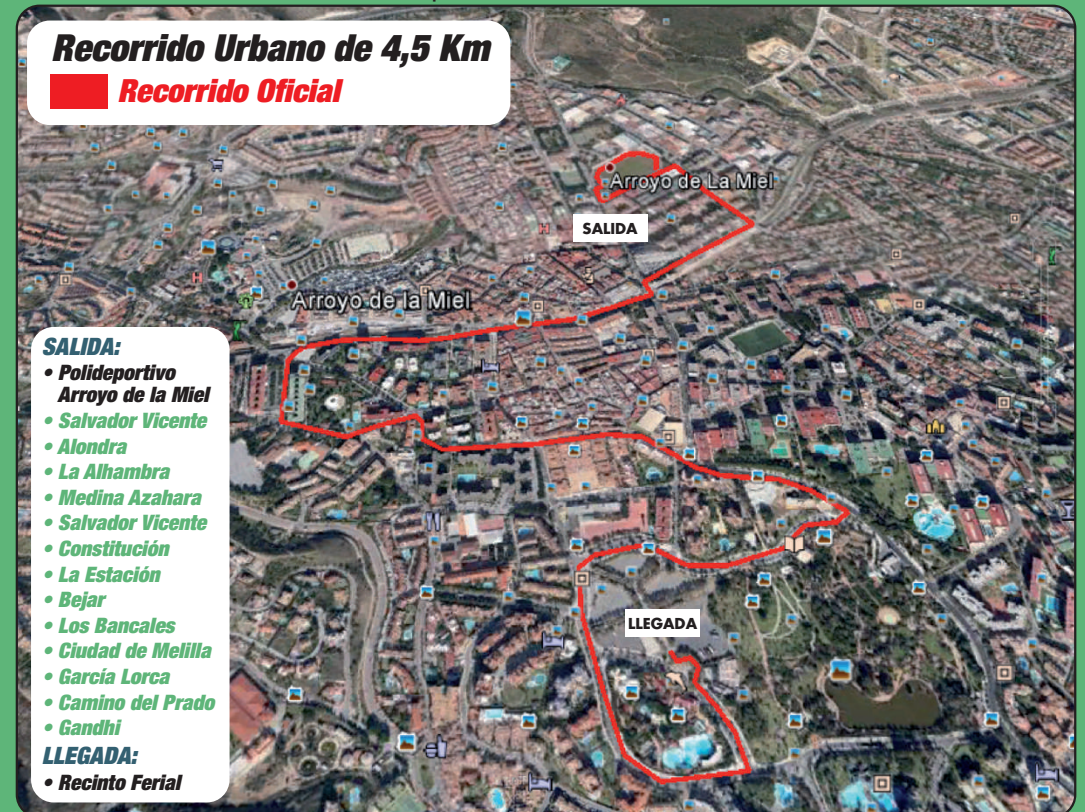 Recorrido Urbano de 4,5 Km
Recorrido Oficial
Arroyo de La Miel
SALIDA
Arroyo de la Miel
SALIDA:
• Polideportivo
Arroyo de la Miel
• Salvador Vicente
• Alondra
• La Alhambra
• Medina Azahara
• Salvador Vicente
• Constitución
• La Estación
• Bejar
• Los Bancales
• Ciudad de Melilla
• García Lorca
• Camino del Prado
• Gandhi
LLEGADA:
• Recinto Ferial
LLEGADA